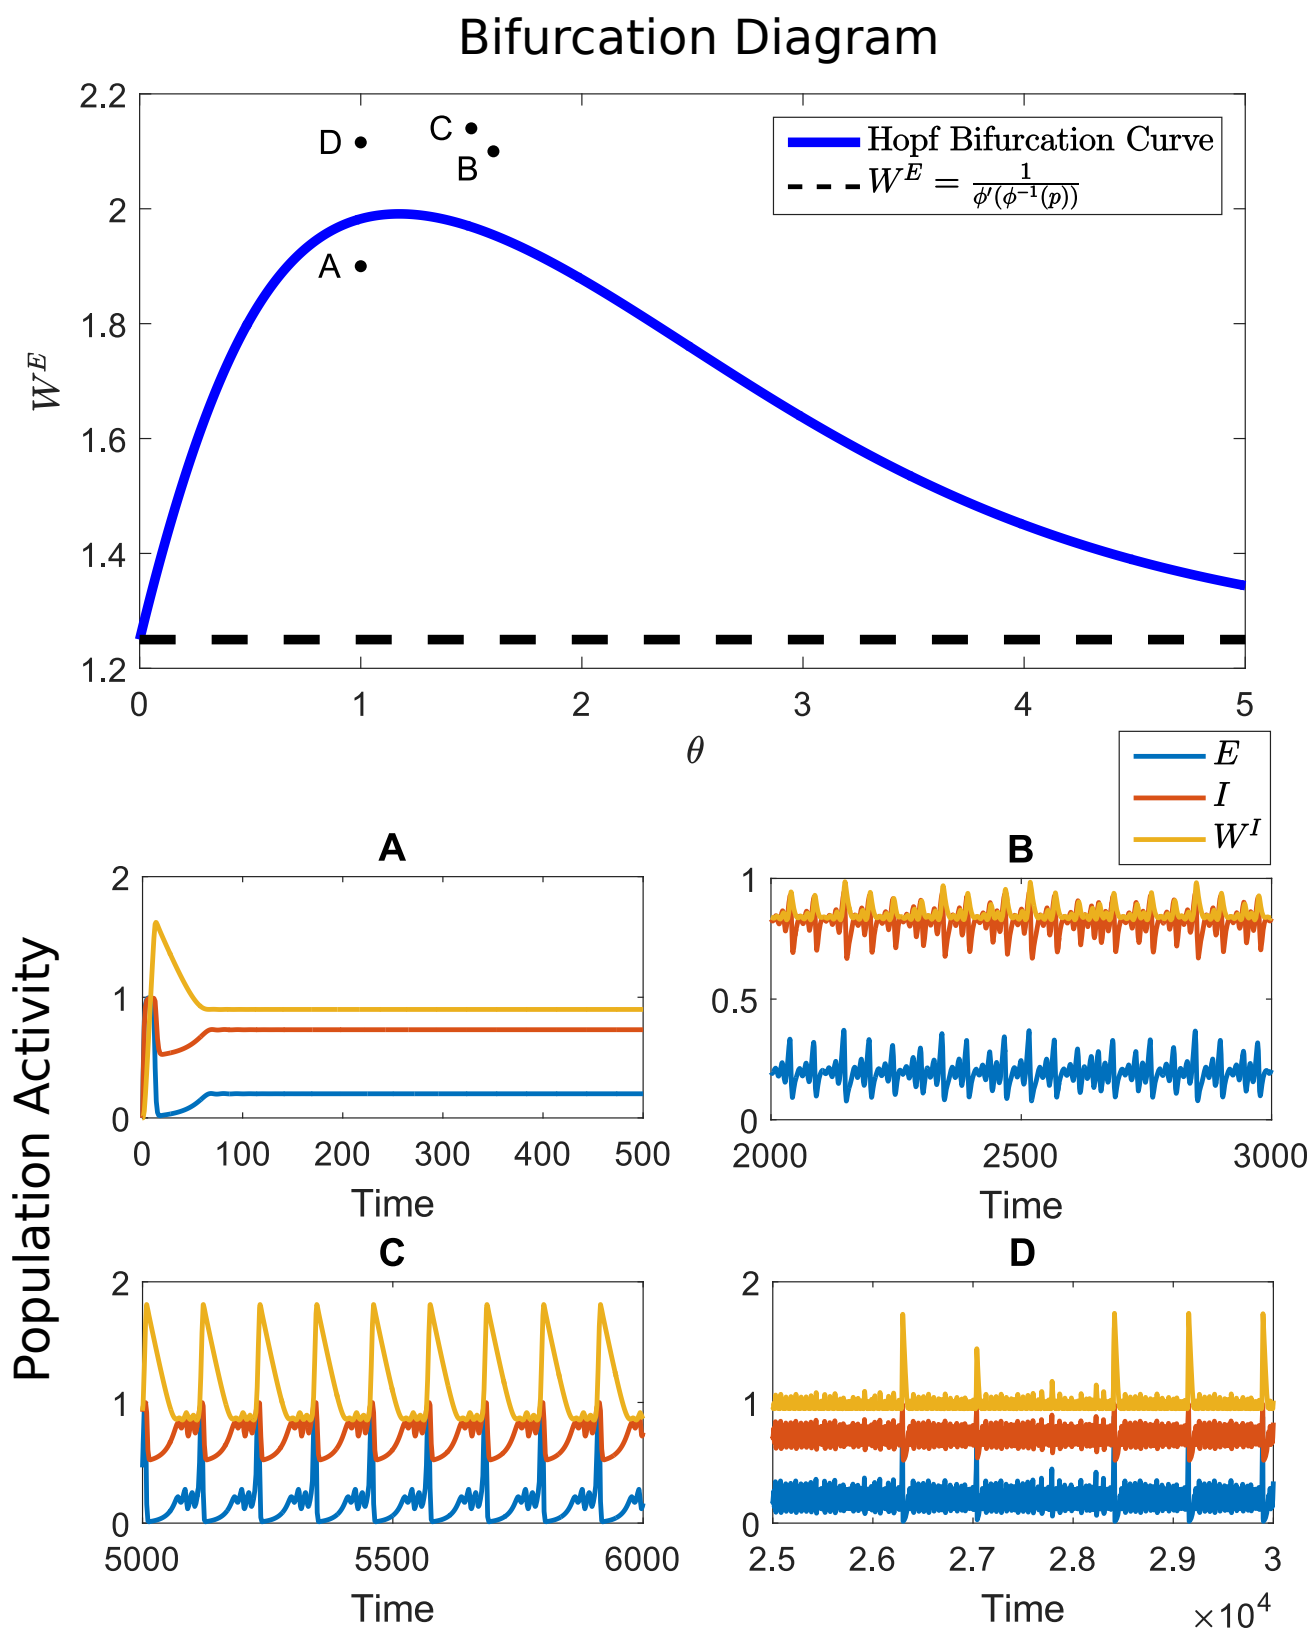 Bifurcation Diagram
2.2
2
1.8
1.6
1.4
1.2
W^E
D
C
B
A
Hopf Bifurcation Curve
W^E = \frac{1}{\phi'(\phi^{-1}(p))}
0 1 2 3 4 5
θ
E
I
W^I
Population Activity
A
2
1
0
0 100 200 300 400 500
Time
B
1
0.5
0
2000 2500 3000
Time
C
2
1
0
5000 5500 6000
Time
D
2
1
0
2.5 2.6 2.7 2.8 2.9 3
Time
×10^4